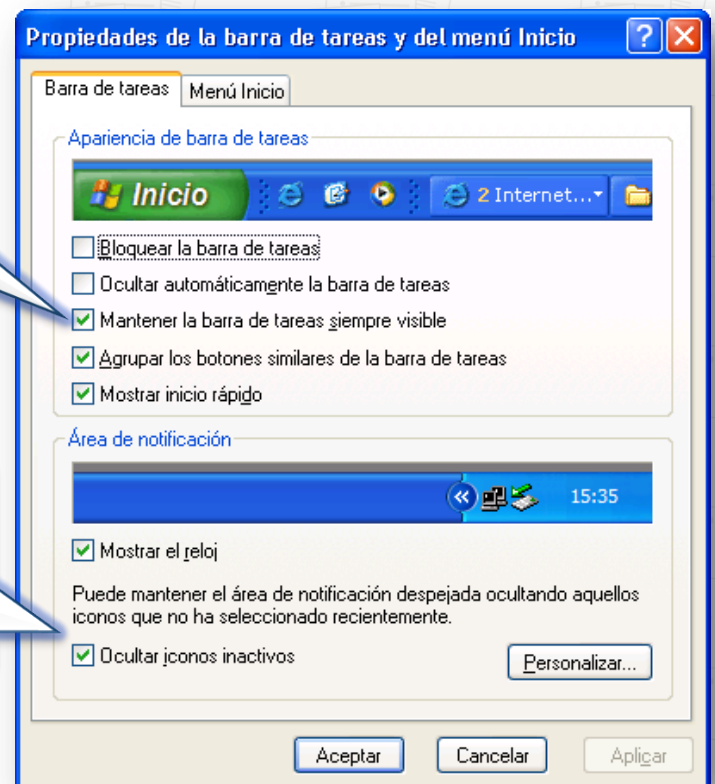 Propiedades de la barra de tareas y del menú Inicio
Barra de tareas
Menú Inicio
Apariencia de barra de tareas
Inicio
2 Internet...
Bloquear la barra de tareas
Ocultar automáticamente la barra de tareas
Mantener la barra de tareas siempre visible
Agrupar los botones similares de la barra de tareas
Mostrar inicio rápido
Área de notificación
15:35
Mostrar el reloj
Puede mantener el área de notificación despejada ocultando aquellos
iconos que no ha seleccionado recientemente.
Ocultar iconos inactivos
Personalizar...
Aceptar
Cancelar
Aplicar